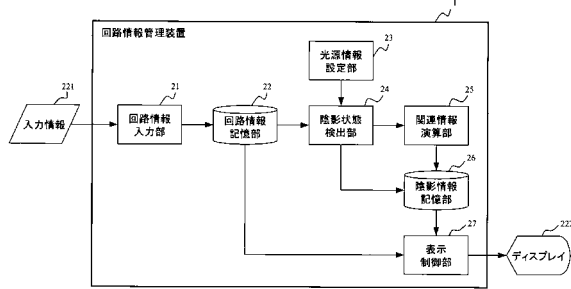 1
回路情報管理装置
23
光源情報
設定部
221
入力情報
21
回路情報
入力部
22
回路情報
記憶部
24
陰影状態
検出部
25
関連情報
演算部
26
陰影情報
記憶部
27
表示
制御部
222
ディスプレイ